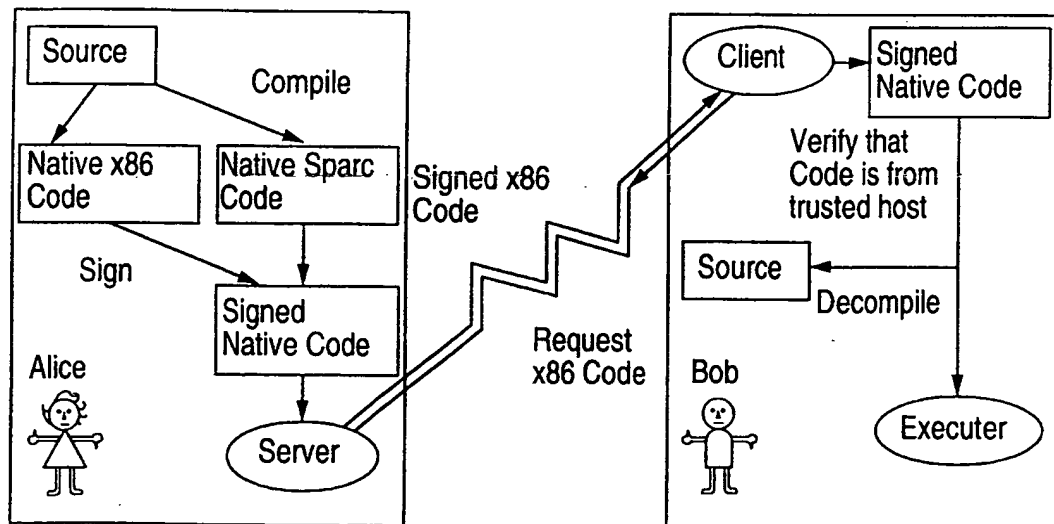 Source
Compile
Native x86
Code
Native Sparc
Code
Sign
Signed
Native Code
Alice
Server
Signed x86
Code
Request
x86 Code
Client
Signed
Native Code
Verify that
Code is from
trusted host
Source
Decompile
Bob
Executer